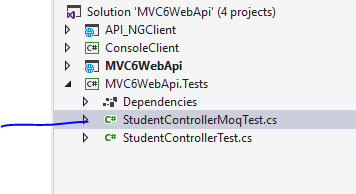 Solution 'MVC6WebApi' (4 projects)
API_NGClient
C# ConsoleClient
MVC6WebApi
C# MVC6WebApi.Tests
Dependencies
C# StudentControllerMoqTest.cs
C# StudentControllerTest.cs